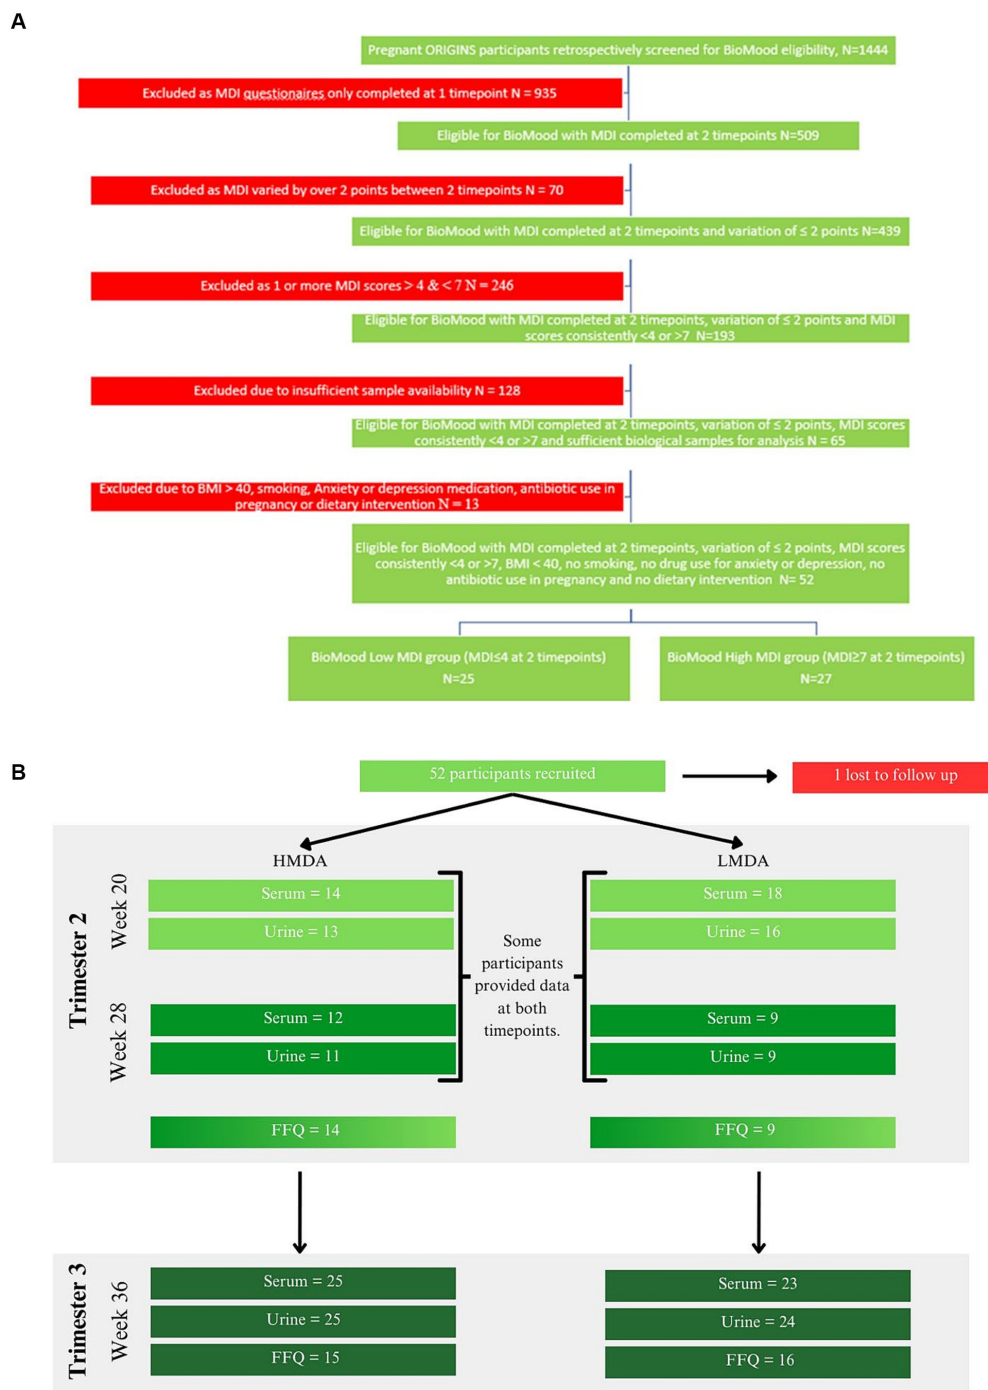 A
Pregnant ORIGINS participants retrospectively screened for BioMood eligibility, N=1444
Excluded as MDI questionaires only completed at 1 timepoint N = 935
Eligible for BioMood with MDI completed at 2 timepoints N=509
Excluded as MDI varied by over 2 points between 2 timepoints N = 70
Eligible for BioMood with MDI completed at 2 timepoints and variation of ≤ 2 points N=439
Excluded as 1 or more MDI scores > 4 & < 7 N = 246
Eligible for BioMood with MDI completed at 2 timepoints, variation of ≤ 2 points and MDI
scores consistently <4 or >7 N=193
Excluded due to insufficient sample availability N = 128
Eligible for BioMood with MDI completed at 2 timepoints, variation of ≤ 2 points, MDI scores
consistently <4 or >7 and sufficient biological samples for analysis N = 65
Excluded due to BMI > 40, smoking, Anxiety or depression medication, antibiotic use in
pregnancy or dietary intervention N = 13
Eligible for BioMood with MDI completed at 2 timepoints, variation of ≤ 2 points, MDI scores
consistently <4 or >7, BMI < 40, no smoking, no drug use for anxiety or depression, no
antibiotic use in pregnancy and no dietary intervention N= 52
BioMood Low MDI group (MDI≤4 at 2 timepoints)
N=25
BioMood High MDI group (MDI≥7 at 2 timepoints)
N=27
B
52 participants recruited
1 lost to follow up
HMDA
LMDA
Trimester 2
Week 20
Serum = 14
Urine = 13
Serum = 18
Urine = 16
Some
participants
provided data
at both
timepoints.
Week 28
Serum = 12
Urine = 11
Serum = 9
Urine = 9
FFQ = 14
FFQ = 9
Trimester 3
Week 36
Serum = 25
Urine = 25
FFQ = 15
Serum = 23
Urine = 24
FFQ = 16